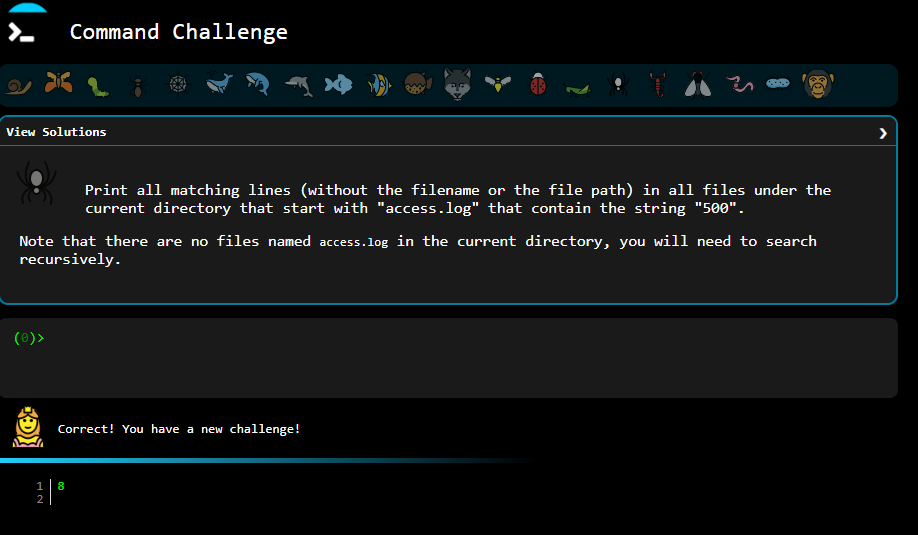 Command Challenge
View Solutions
Print all matching lines (without the filename or the file path) in all files under the
current directory that start with "access.log" that contain the string "500".
Note that there are no files named access.log in the current directory, you will need to search
recursively.
(0)>
Correct! You have a new challenge!
1 8
2